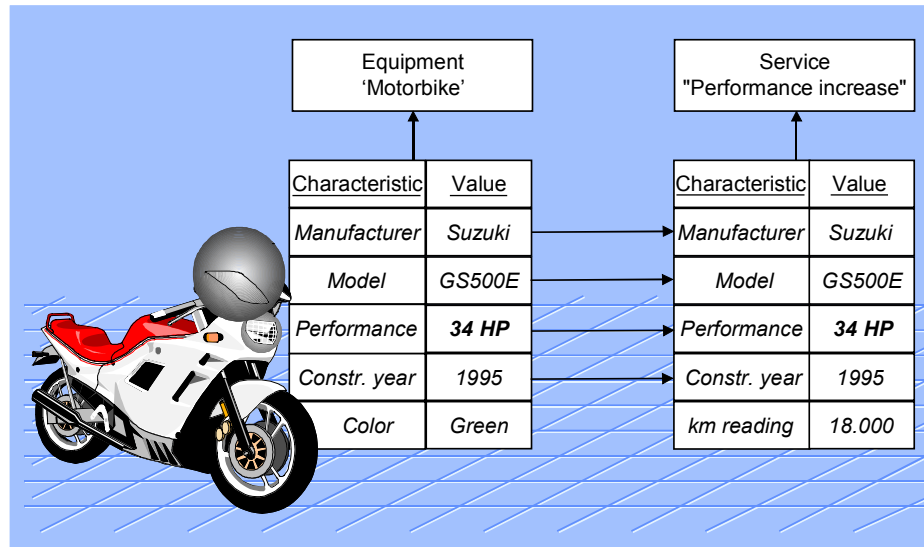 Equipment
‘Motorbike’
Service
"Performance increase"
Characteristic Value
Manufacturer Suzuki
Model GS500E
Performance 34 HP
Constr. year 1995
Color Green
Characteristic Value
Manufacturer Suzuki
Model GS500E
Performance 34 HP
Constr. year 1995
km reading 18.000